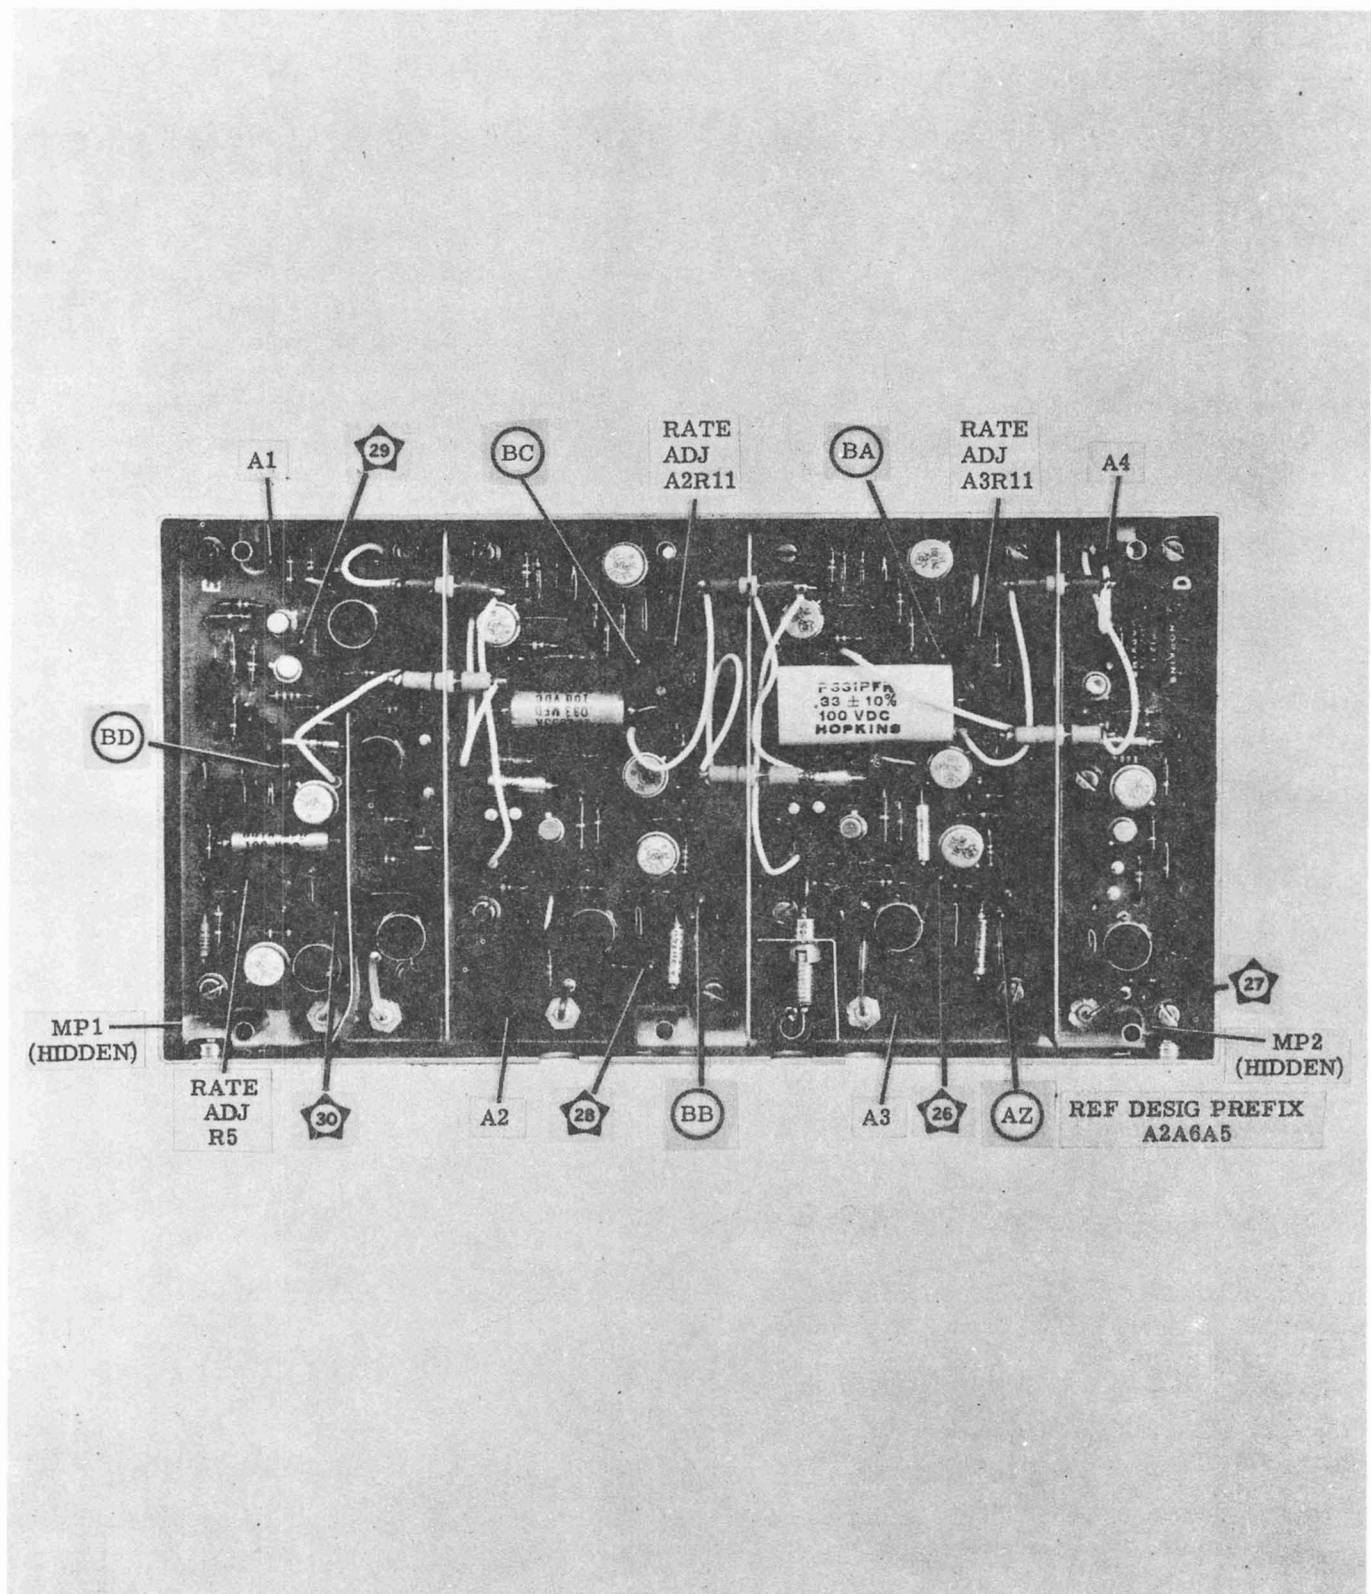 29
A1
BC
RATE
ADJ
A2R11
BA
RATE
ADJ
A3R11
A4
E
D
P331PFK
.33 ± 10%
100 VDC
HOPKINS
BD
MP1
(HIDDEN)
RATE
ADJ
R5
30
A2
28
BB
A3
26
AZ
27
MP2
(HIDDEN)
REF DESIG PREFIX
A2A6A5